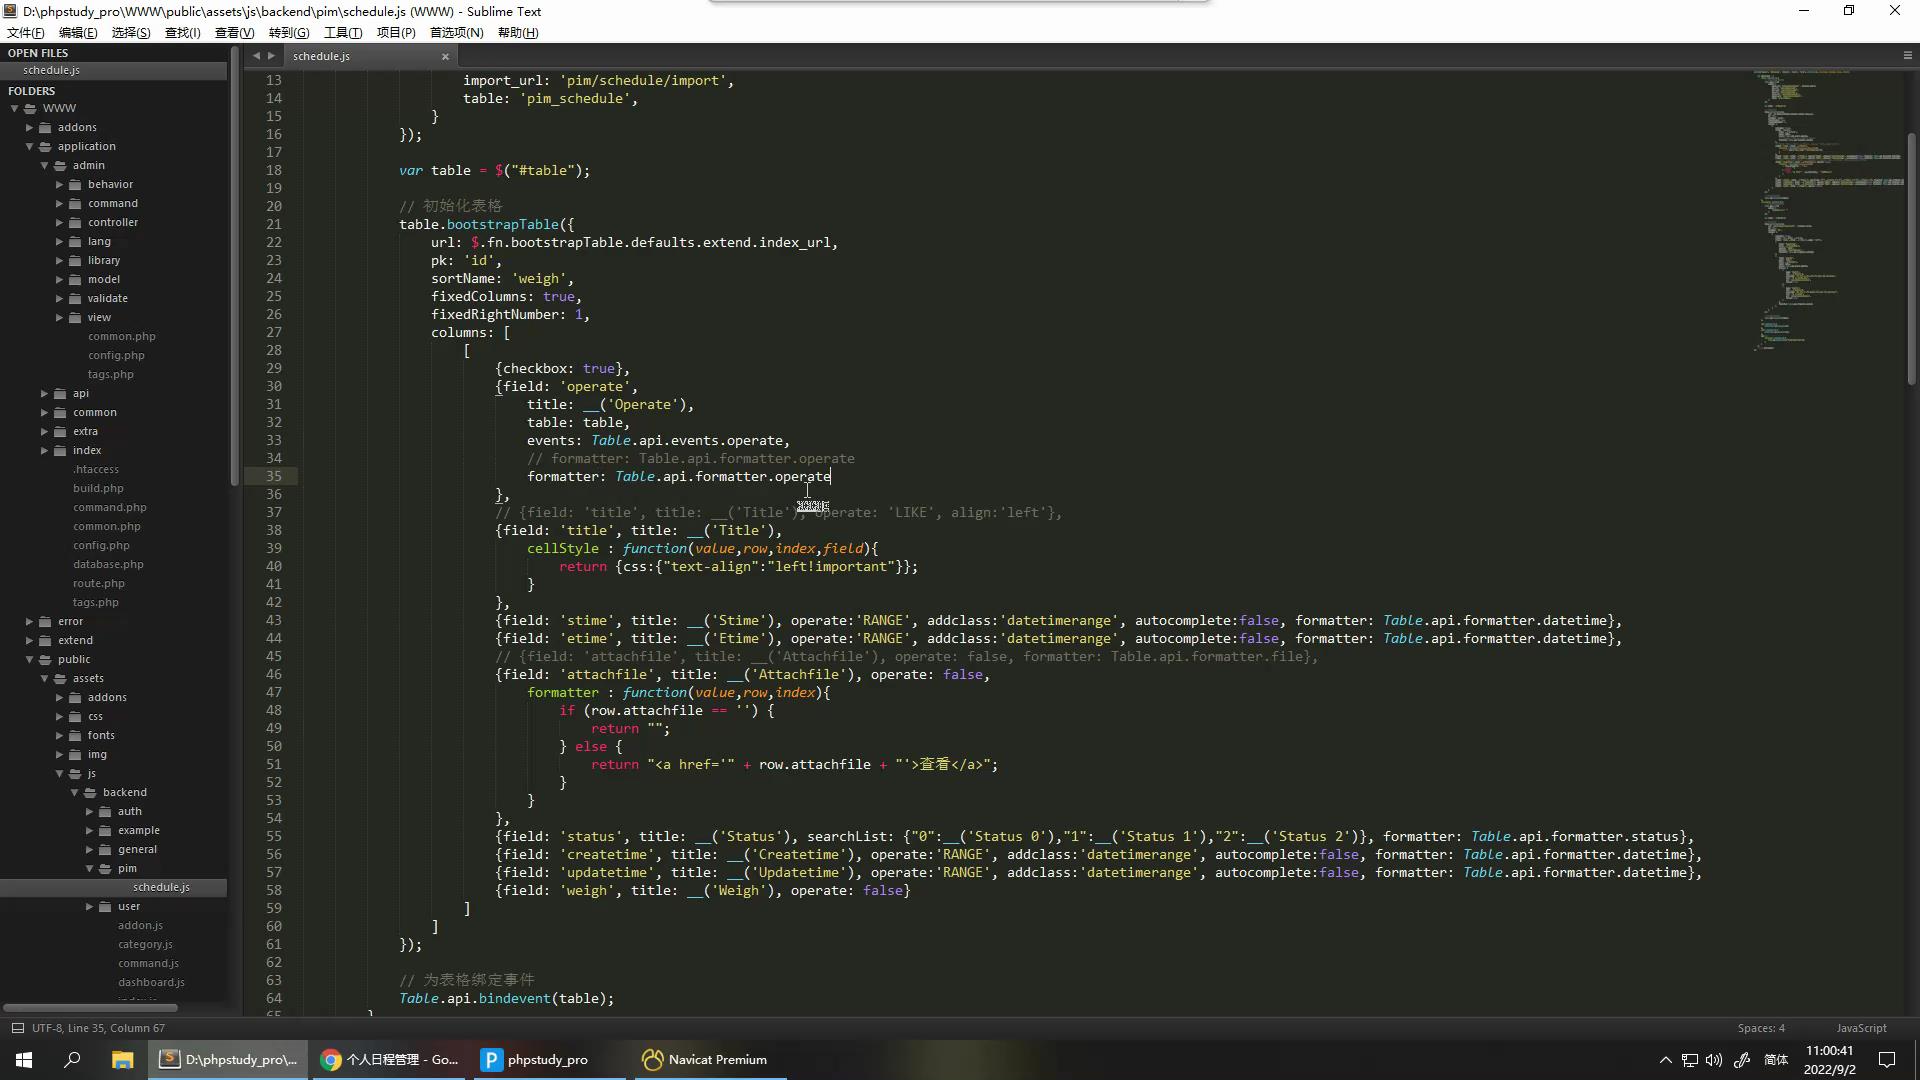 D:\phpstudy_pro\WWW\public\assets\js\backend\pim\schedule.js (WWW) - Sublime Text
文件(F) 编辑(E) 选择(S) 查找(I) 查看(V) 转到(G) 工具(T) 项目(P) 首选项(N) 帮助(H)
OPEN FILES
schedule.js
FOLDERS
WWW
addons
application
admin
behavior
command
controller
lang
library
model
validate
view
common.php
config.php
tags.php
api
common
extra
index
.htaccess
build.php
command.php
common.php
config.php
database.php
route.php
tags.php
error
extend
public
assets
addons
css
fonts
img
js
backend
auth
example
general
pim
schedule.js
user
addon.js
category.js
command.js
dashboard.js
schedule.js
13 import_url: 'pim/schedule/import',
14 table: 'pim_schedule',
15 }
16 });
17
18 var table = $("#table");
19
20 // 初始化表格
21 table.bootstrapTable({
22 url: $.fn.bootstrapTable.defaults.extend.index_url,
23 pk: 'id',
24 sortName: 'weigh',
25 fixedColumns: true,
26 fixedRightNumber: 1,
27 columns: [
28 [
29 {checkbox: true},
30 {field: 'operate',
31 title: __('Operate'),
32 table: table,
33 events: Table.api.events.operate,
34 // formatter: Table.api.formatter.operate
35 formatter: Table.api.formatter.operate
36 },
37 // {field: 'title', title: __('Title'), operate: 'LIKE', align:'left'},
38 {field: 'title', title: __('Title'),
39 cellStyle : function(value,row,index,field){
40 return {css:{"text-align":"left!important"}};
41 }
42 },
43 {field: 'stime', title: __('Stime'), operate:'RANGE', addclass:'datetimerange', autocomplete:false, formatter: Table.api.formatter.datetime},
44 {field: 'etime', title: __('Etime'), operate:'RANGE', addclass:'datetimerange', autocomplete:false, formatter: Table.api.formatter.datetime},
45 // {field: 'attachfile', title: __('Attachfile'), operate: false, formatter: Table.api.formatter.file},
46 {field: 'attachfile', title: __('Attachfile'), operate: false,
47 formatter : function(value,row,index){
48 if (row.attachfile == '') {
49 return "";
50 } else {
51 return "<a href='" + row.attachfile + "'>查看</a>";
52 }
53 }
54 },
55 {field: 'status', title: __('Status'), searchList: {"0":__('Status 0'),"1":__('Status 1'),"2":__('Status 2')}, formatter: Table.api.formatter.status},
56 {field: 'createtime', title: __('Createtime'), operate:'RANGE', addclass:'datetimerange', autocomplete:false, formatter: Table.api.formatter.datetime},
57 {field: 'updatetime', title: __('Updatetime'), operate:'RANGE', addclass:'datetimerange', autocomplete:false, formatter: Table.api.formatter.datetime},
58 {field: 'weigh', title: __('Weigh'), operate: false}
59 ]
60 ]
61 });
62
63 // 为表格绑定事件
64 Table.api.bindevent(table);
65 }
UTF-8, Line 35, Column 67
Spaces: 4 JavaScript
D:\phpstudy_pro\... 个人日程管理 - Go... phpstudy_pro Navicat Premium
简体
11:00:41
2022/9/2